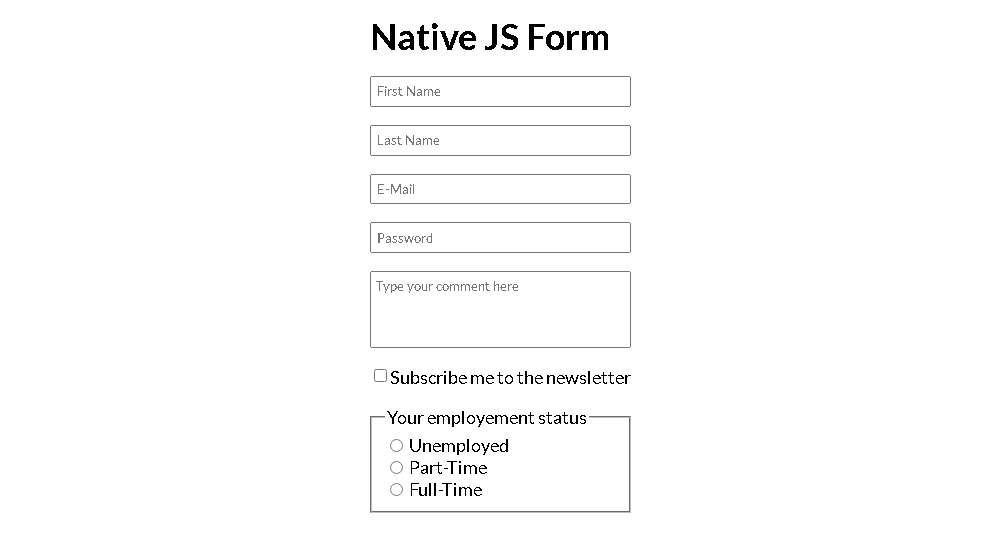 Native JS Form
First Name
Last Name
E-Mail
Password
Type your comment here
Subscribe me to the newsletter
Your employement status
Unemployed
Part-Time
Full-Time